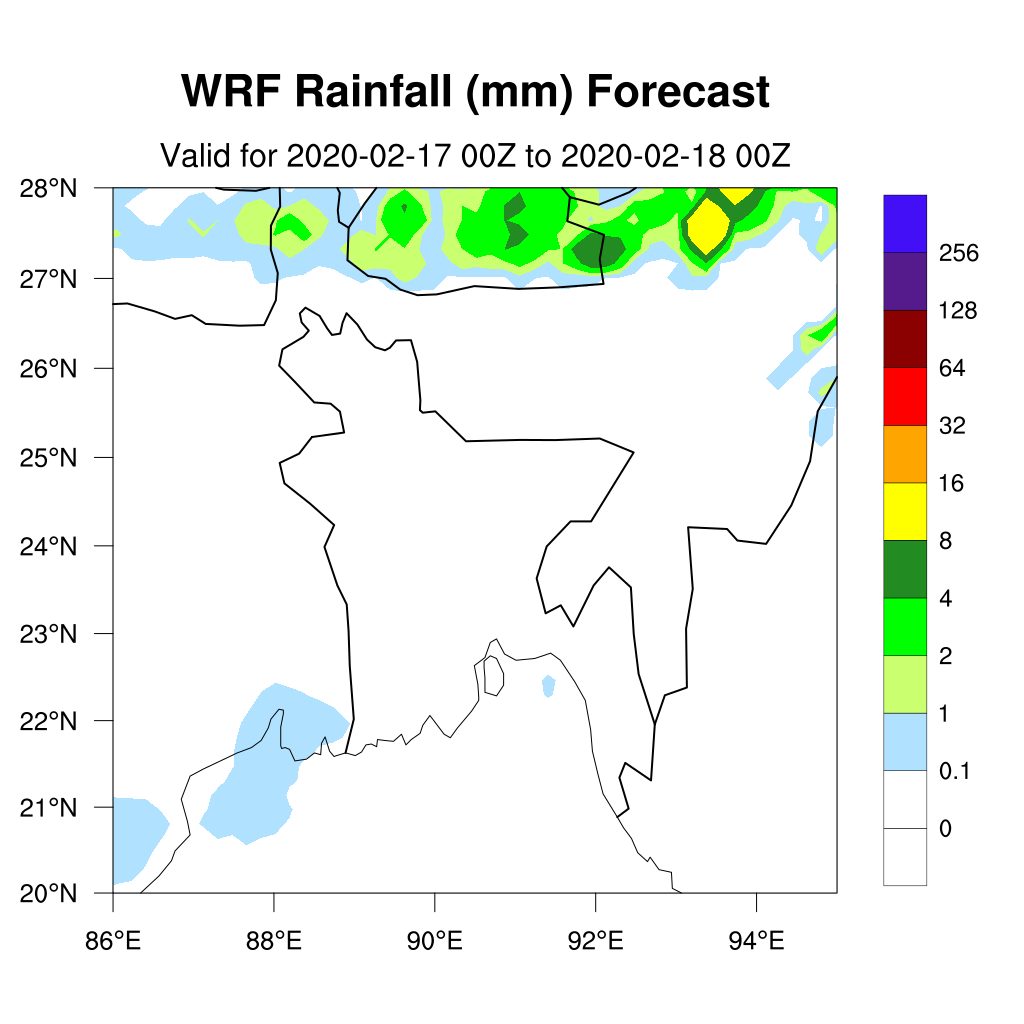 WRF Rainfall (mm) Forecast
Valid for 2020-02-17 00Z to 2020-02-18 00Z
28°N
27°N
26°N
25°N
24°N
23°N
22°N
21°N
20°N
86°E 88°E 90°E 92°E 94°E
256
128
64
32
16
8
4
2
1
0.1
0